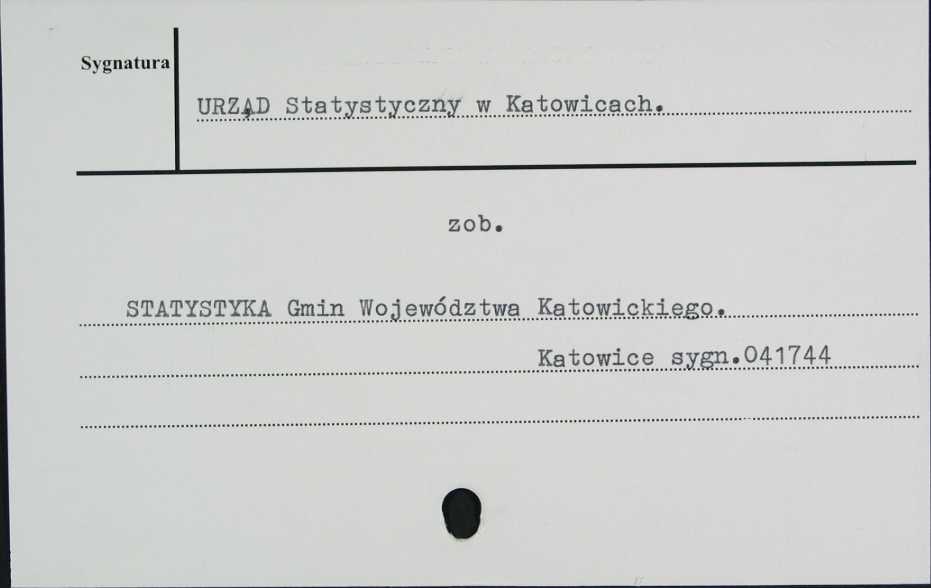 Sygnatura
URZĄD Statystyczny w Katowicach.
zob.
STATYSTYKA Gmin Województwa Katowickiego.
Katowice sygn.041744